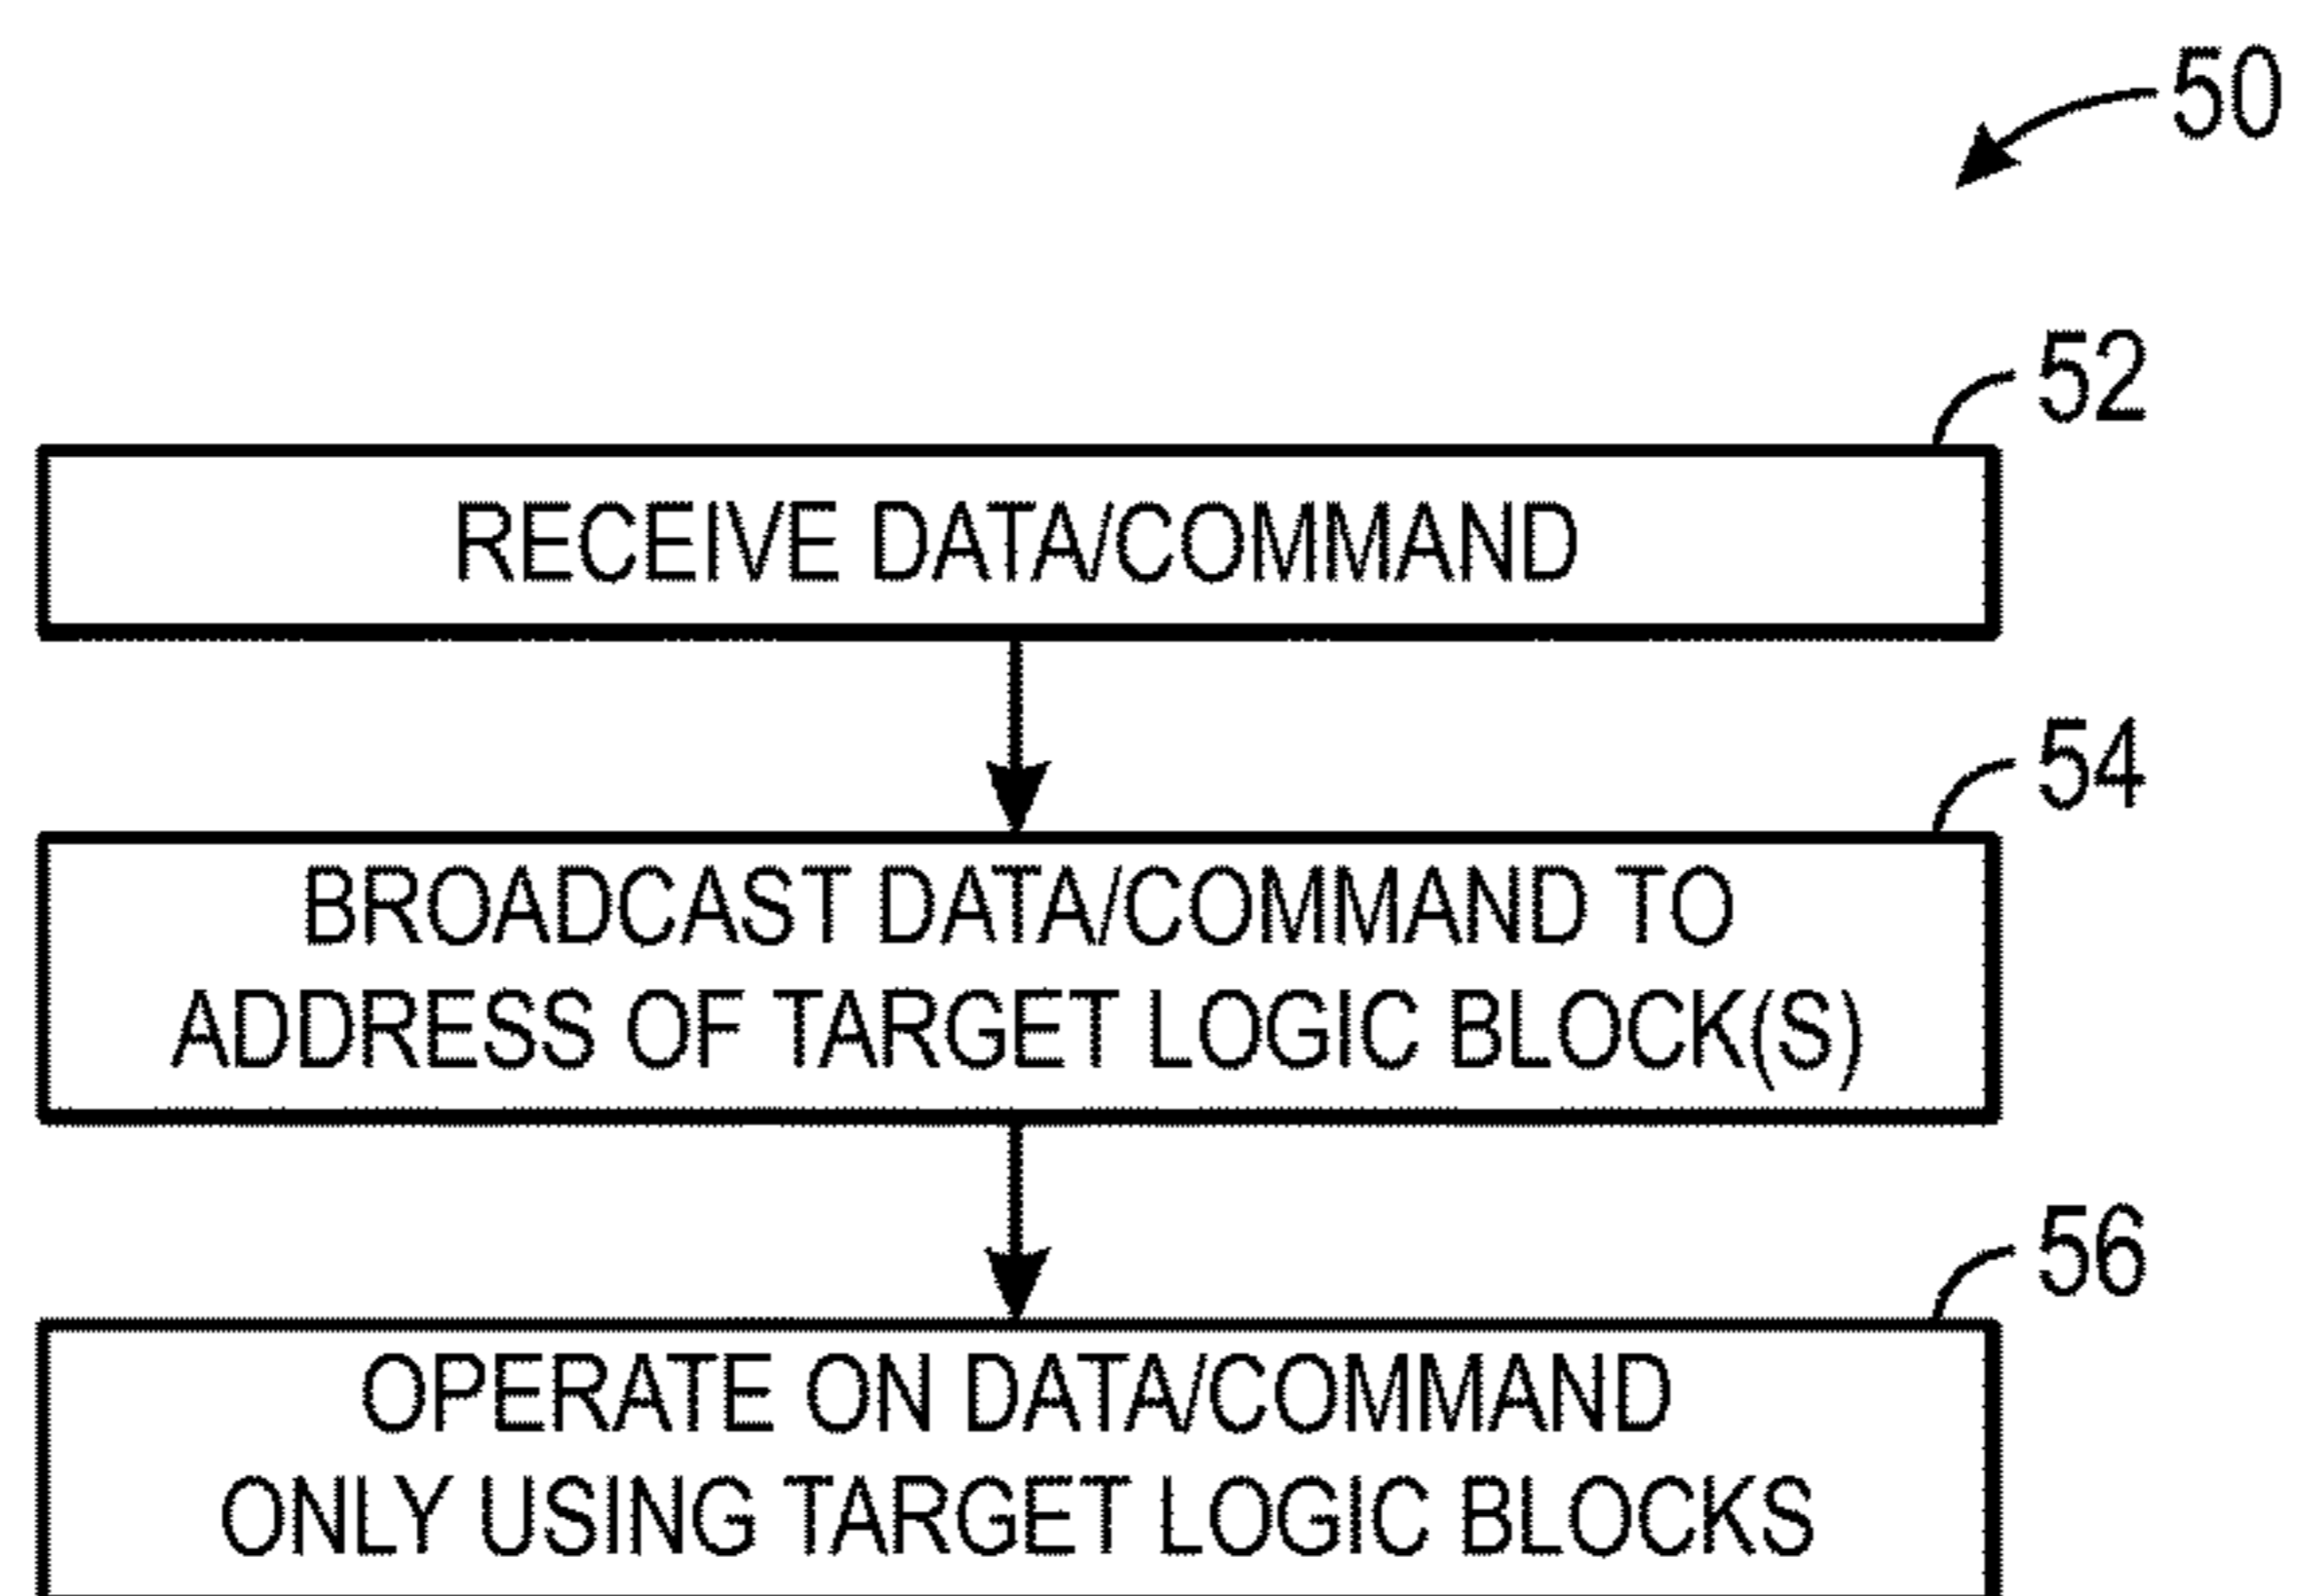 50
52
RECEIVE DATA/COMMAND
54
BROADCAST DATA/COMMAND TO
ADDRESS OF TARGET LOGIC BLOCK(S)
56
OPERATE ON DATA/COMMAND
ONLY USING TARGET LOGIC BLOCKS